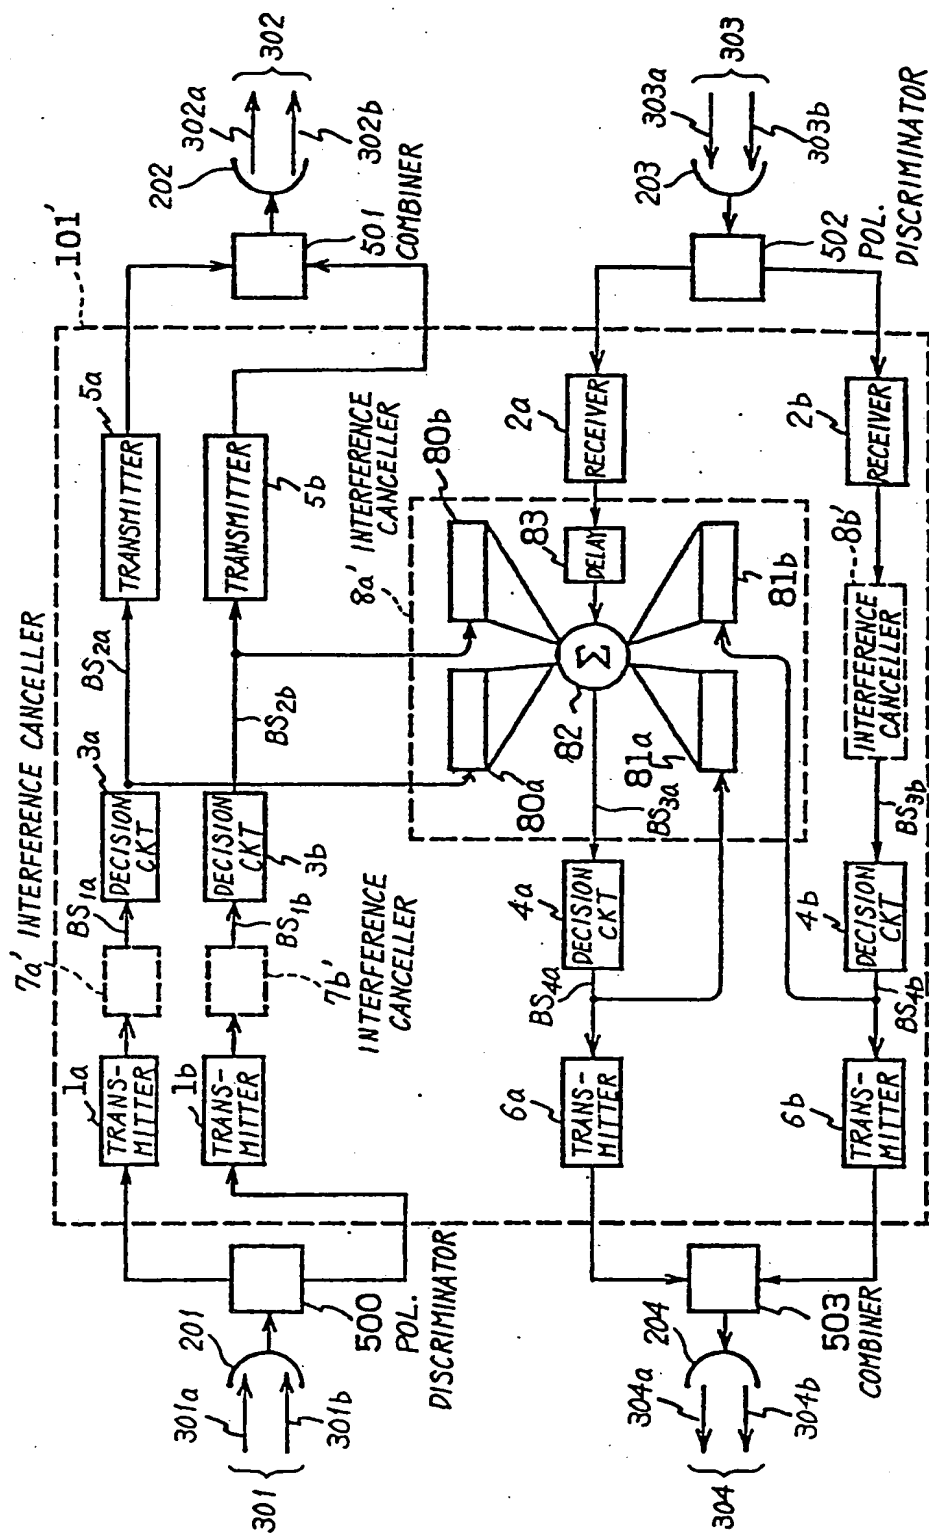 7a' INTERFERENCE CANCELLER
101'
301
301a
301b
201
500
POL.
DISCRIMINATOR
1a
TRANS-
MITTER
1b
TRANS-
MITTER
7b'
INTERFERENCE
CANCELLER
BS1a
BS1b
3a
DECISION
CKT
3b
DECISION
CKT
BS2a
BS2b
5a
TRANSMITTER
5b
TRANSMITTER
501
COMBINER
202
302a
302b
302
8a' INTERFERENCE
CANCELLER
80a
80b
82
Σ
83
DELAY
81a
81b
BS3a
2a
RECEIVER
4a
DECISION
CKT
BS4a
6a
TRANS-
MITTER
303
303a
303b
203
502
POL.
DISCRIMINATOR
2b
RECEIVER
8b'
INTERFERENCE
CANCELLER
BS3b
4b
DECISION
CKT
BS4b
6b
TRANS-
MITTER
503
COMBINER
204
304a
304b
304